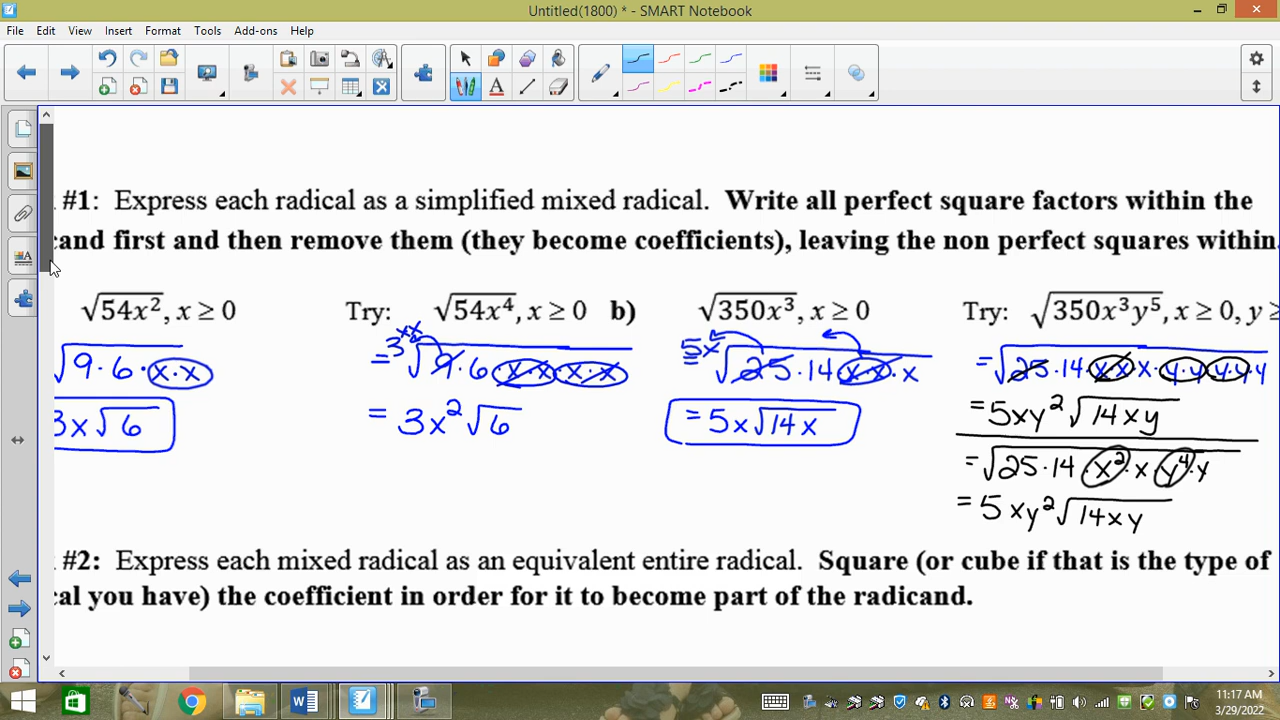 Untitled(1800) * - SMART Notebook
File Edit View Insert Format Tools Add-ons Help
#1: Express each radical as a simplified mixed radical. Write all perfect square factors within the
cand first and then remove them (they become coefficients), leaving the non perfect squares within.
√54x², x ≥ 0 Try: √54x⁴, x ≥ 0 b) √350x³, x ≥ 0 Try: √350x³y⁵, x ≥ 0, y ≥
√9·6·x·x =3xx√9·6·x·x·x·x =5x√25·14·x·x·x =√25·14·x·x·x·y·y·y·y·y
3x√6 = 3x²√6 = 5x√14x = 5xy²√14xy
= √25·14·x²·x·y⁴·y
= 5xy²√14xy
#2: Express each mixed radical as an equivalent entire radical. Square (or cube if that is the type of
cal you have) the coefficient in order for it to become part of the radicand.
11:17 AM
3/29/2022